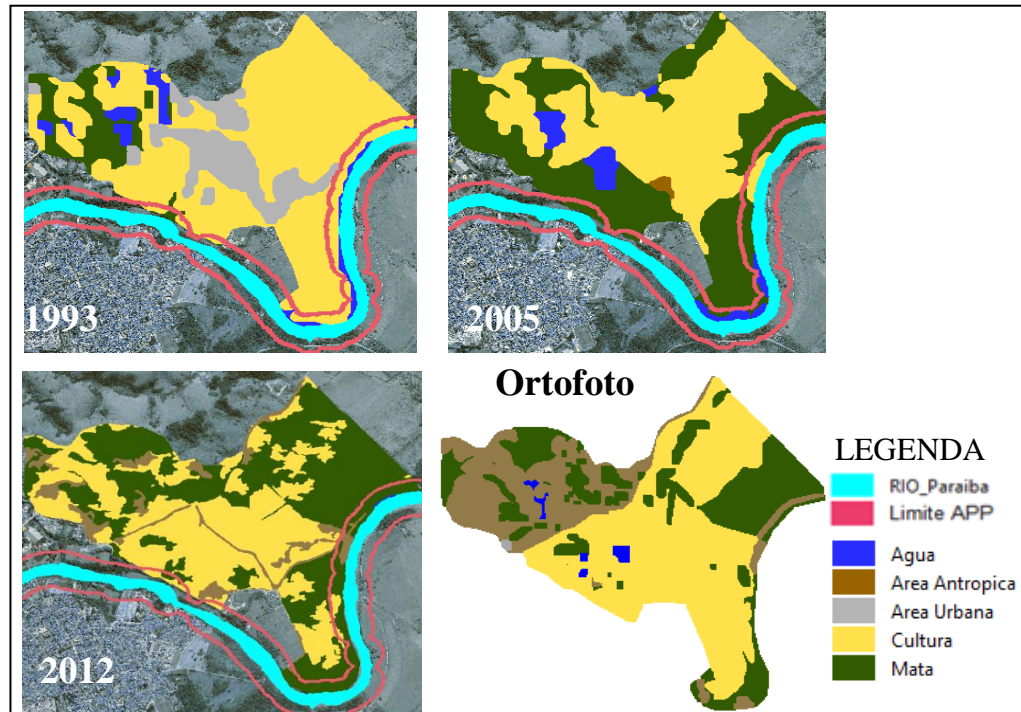 1993
2005
2012
Ortofoto
LEGENDA
RIO_Paraiba
Limite APP
Agua
Area Antropica
Area Urbana
Cultura
Mata